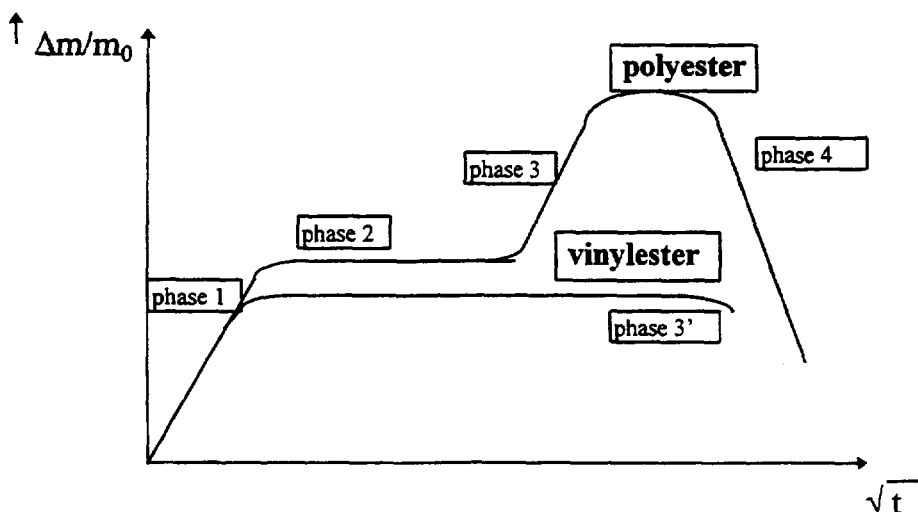 ↑ Δm/m₀
polyester
phase 3
phase 4
phase 2
vinylester
phase 1
phase 3'
√t